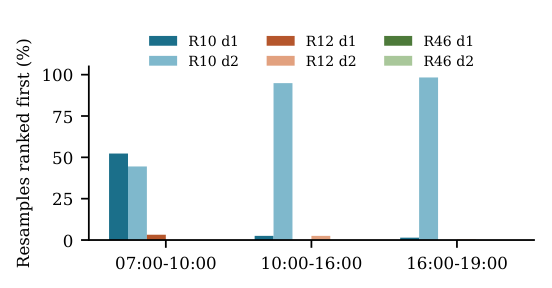 R10 d1 R12 d1 R46 d1
R10 d2 R12 d2 R46 d2
Resamples ranked first (%)
100
75
50
25
0
07:00-10:00 10:00-16:00 16:00-19:00